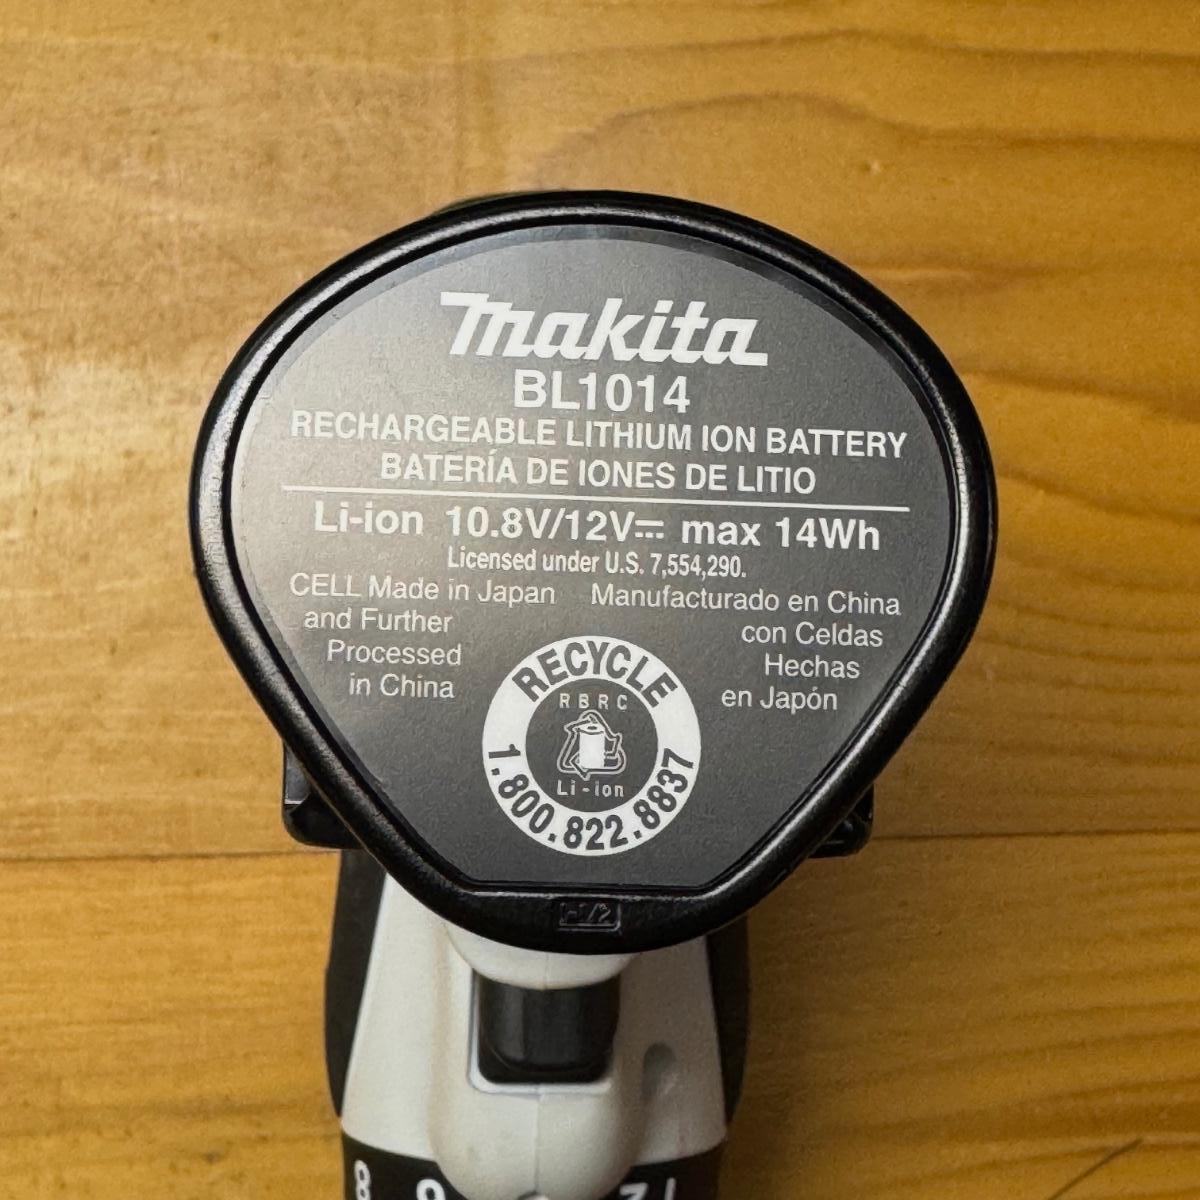 makita
BL1014
RECHARGEABLE LITHIUM ION BATTERY
BATERÍA DE IONES DE LITIO
Li-ion 10.8V/12V⎓ max 14Wh
Licensed under U.S. 7,554,290.
CELL Made in Japan
and Further
Processed
in China
Manufacturado en China
con Celdas
Hechas
en Japón
RECYCLE
RBRC
Li-ion
1.800.822.8837
8 9